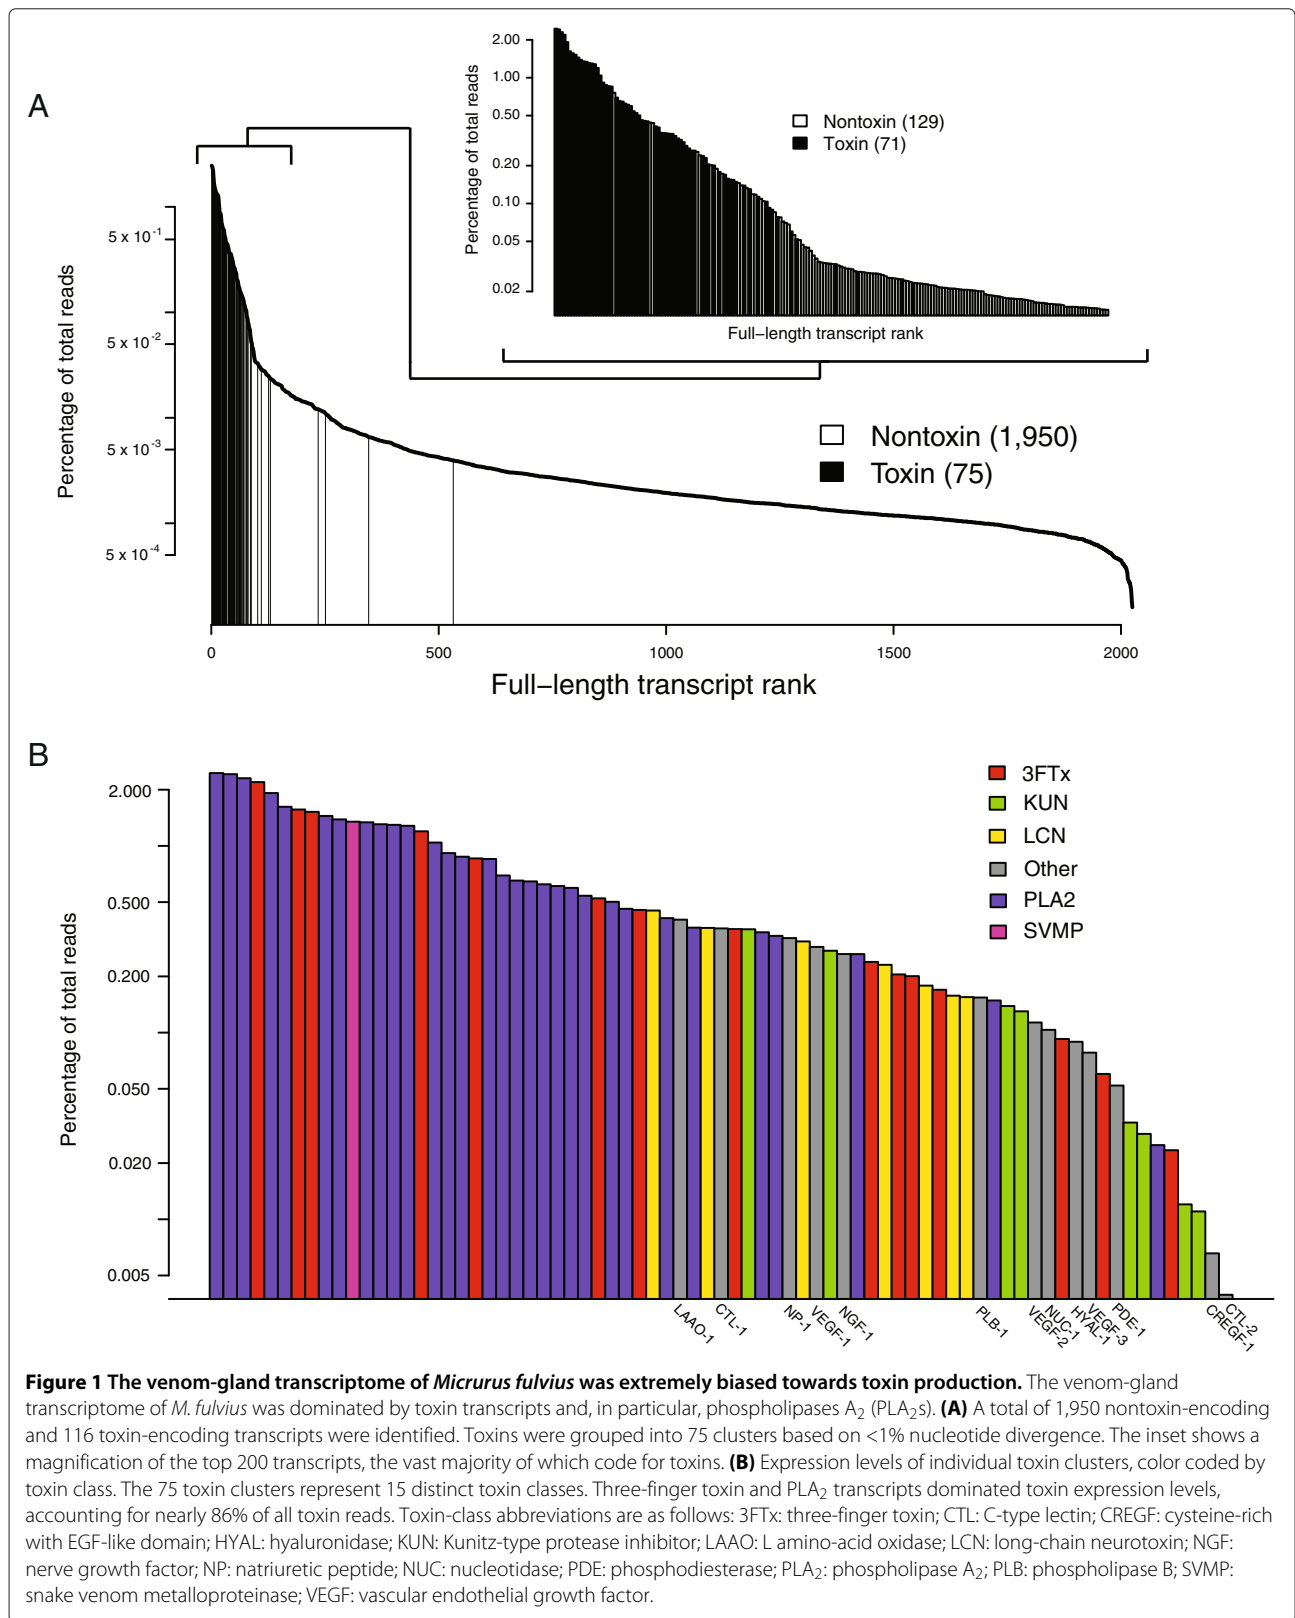 A
Percentage of total reads
5 x 10-1
5 x 10-2
5 x 10-3
5 x 10-4
0
500
1000
1500
2000
Full-length transcript rank
Nontoxin (1,950)
Toxin (75)
Percentage of total reads
2.00
1.00
0.50
0.20
0.10
0.05
0.02
Full-length transcript rank
Nontoxin (129)
Toxin (71)
B
Percentage of total reads
2.000
0.500
0.200
0.050
0.020
0.005
3FTx
KUN
LCN
Other
PLA2
SVMP
LAAO-1
CTL-1
NP-1
VEGF-1
NGF-1
PLB-1
VEGF-2
NUC-1
HYAL-1
VEGF-3
PDE-1
CREGF-1
CTL-2
Figure 1 The venom-gland transcriptome of Micrurus fulvius was extremely biased towards toxin production. The venom-gland
transcriptome of M. fulvius was dominated by toxin transcripts and, in particular, phospholipases A2 (PLA2s). (A) A total of 1,950 nontoxin-encoding
and 116 toxin-encoding transcripts were identified. Toxins were grouped into 75 clusters based on <1% nucleotide divergence. The inset shows a
magnification of the top 200 transcripts, the vast majority of which code for toxins. (B) Expression levels of individual toxin clusters, color coded by
toxin class. The 75 toxin clusters represent 15 distinct toxin classes. Three-finger toxin and PLA2 transcripts dominated toxin expression levels,
accounting for nearly 86% of all toxin reads. Toxin-class abbreviations are as follows: 3FTx: three-finger toxin; CTL: C-type lectin; CREGF: cysteine-rich
with EGF-like domain; HYAL: hyaluronidase; KUN: Kunitz-type protease inhibitor; LAAO: L amino-acid oxidase; LCN: long-chain neurotoxin; NGF:
nerve growth factor; NP: natriuretic peptide; NUC: nucleotidase; PDE: phosphodiesterase; PLA2: phospholipase A2; PLB: phospholipase B; SVMP:
snake venom metalloproteinase; VEGF: vascular endothelial growth factor.